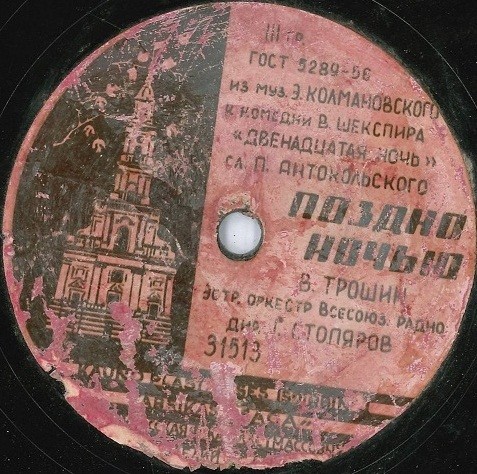 III гр.
ГОСТ 5289-56
из муз. Э. КОЛМАНОВСКОГО
к комедии В. ШЕКСПИРА
«ДВЕНАДЦАТАЯ НОЧЬ»
сл. П. АНТОКОЛЬСКОГО
ПОЗДНО
НОЧЬЮ
В. ТРОШИН
ЭСТР. ОРКЕСТР ВСЕСОЮЗ. РАДИО
ДИР. Г. СТОЛЯРОВ
31513